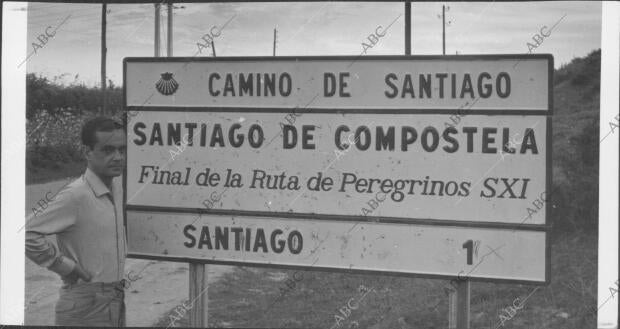 CAMINO DE SANTIAGO
SANTIAGO DE COMPOSTELA
Final de la Ruta de Peregrinos SXI
SANTIAGO 1